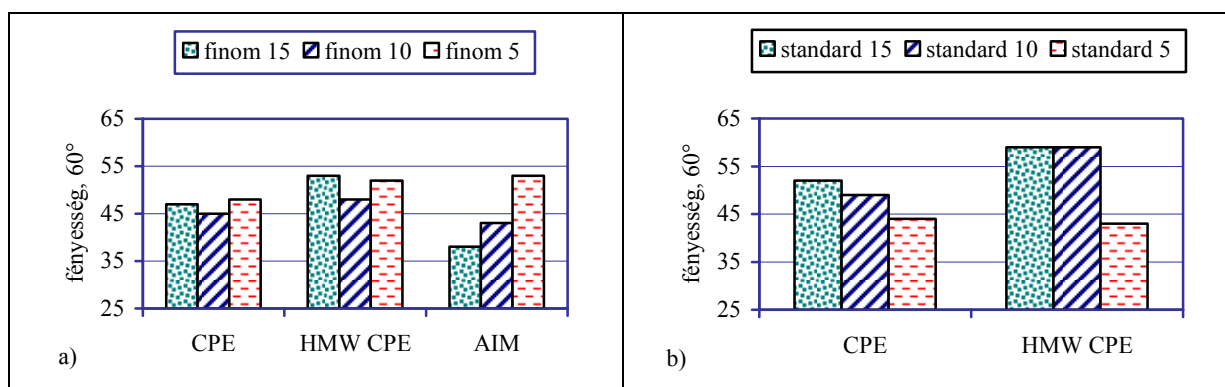 finom 15 finom 10 finom 5
fényesség, 60°
65
55
45
35
25
CPE HMW CPE AIM
a)
standard 15 standard 10 standard 5
fényesség, 60°
65
55
45
35
25
CPE HMW CPE
b)